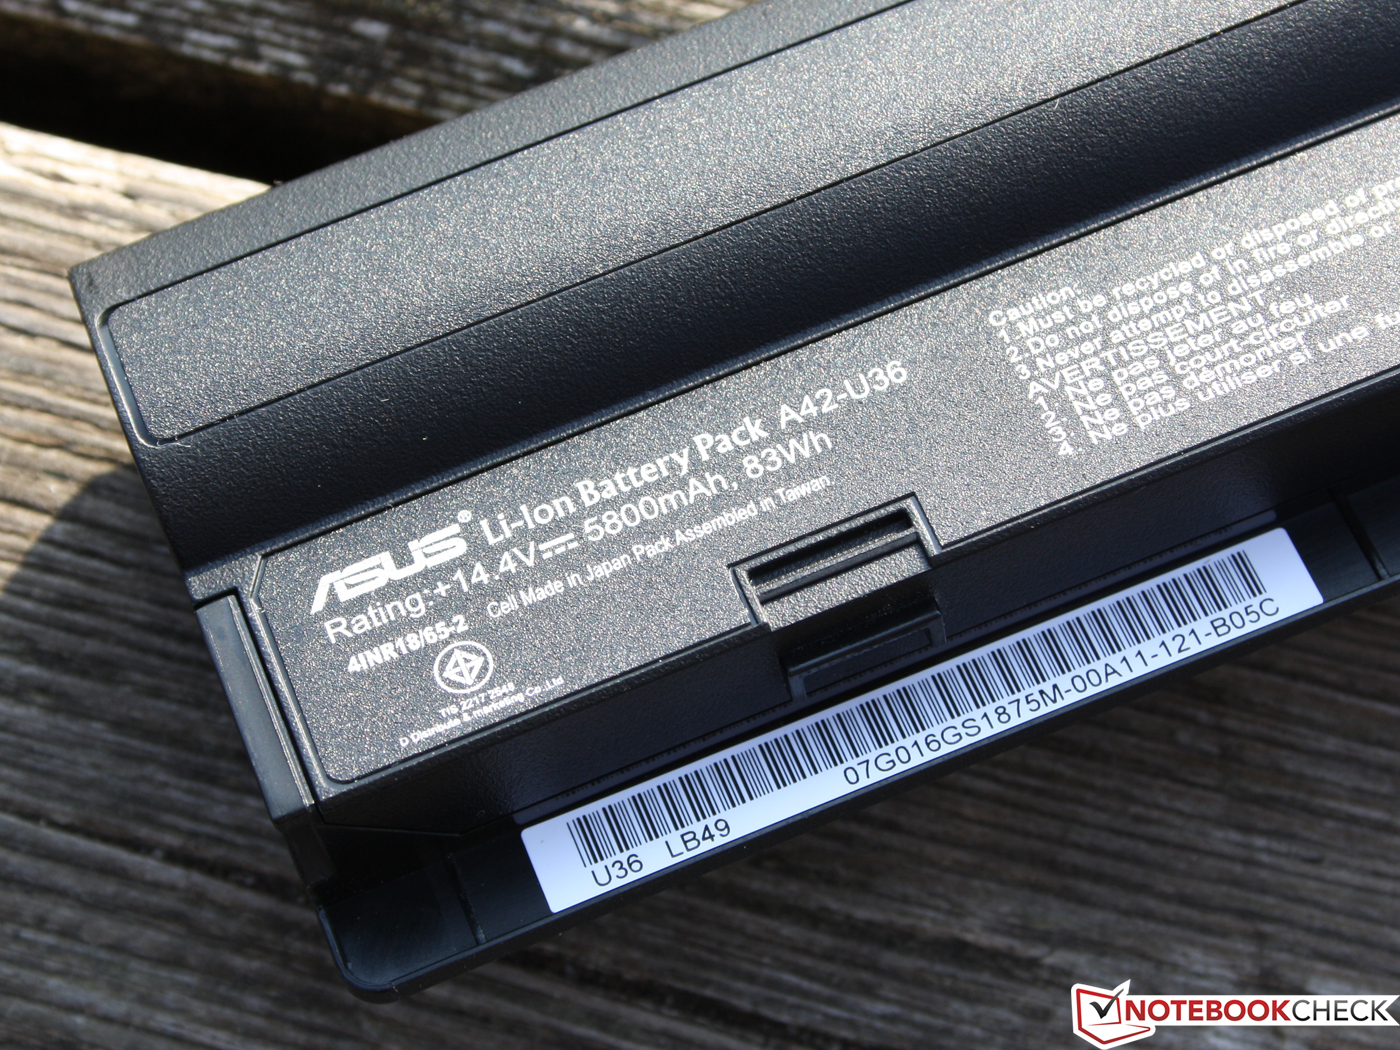 ASUS® Li-Ion Battery Pack A42-U36
Rating:+14.4V⎓ 5800mAh, 83Wh
4INR18/65-2 Cell Made in Japan Pack Assembled in Taiwan.
Caution,
1. Must be recycled or disposed of
2. Do not dispose of in fire or direct
3. Never attempt to disassemble
AVERTISSEMENT
1. Ne pas jeter au feu
2. Ne pas court-circuiter
3. Ne pas démonter
4. Ne plus utiliser si une
U36 LB49
07G016GS1875M-00A11-121-B05C
NOTEBOOKCHECK